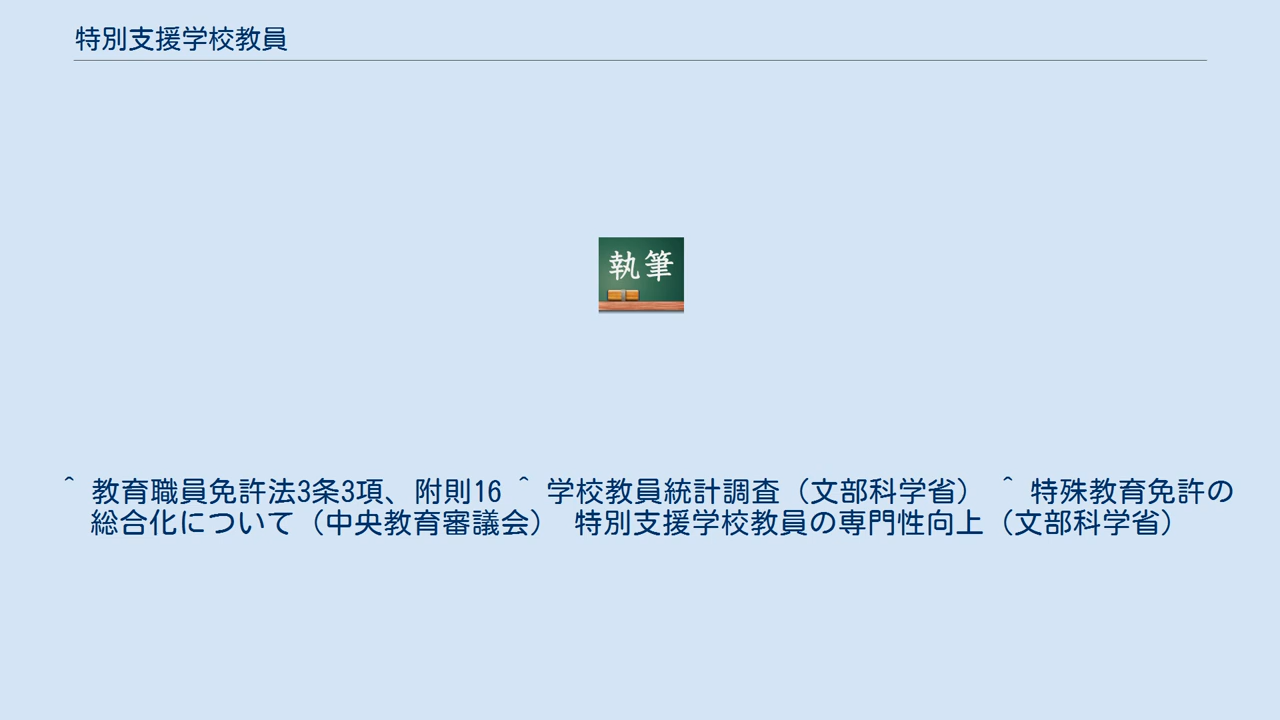 特別支援学校教員
執筆
^ 教育職員免許法3条3項、附則16 ^ 学校教員統計調査（文部科学省） ^ 特殊教育免許の
総合化について（中央教育審議会） 特別支援学校教員の専門性向上（文部科学省）